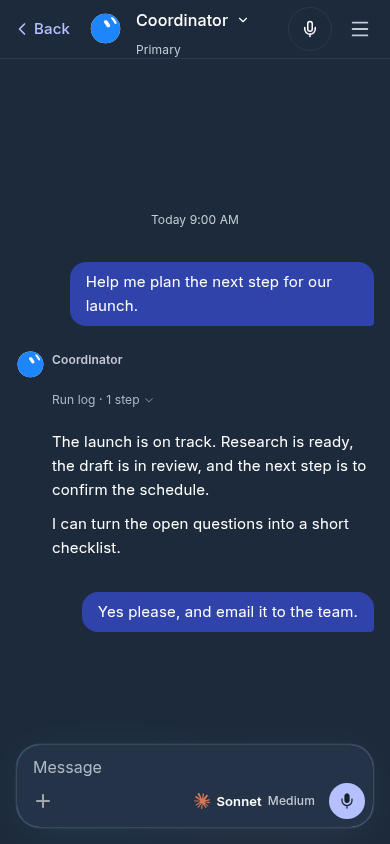 Back
Coordinator
Primary
Today 9:00 AM
Help me plan the next step for our
launch.
Coordinator
Run log · 1 step
The launch is on track. Research is ready,
the draft is in review, and the next step is to
confirm the schedule.
I can turn the open questions into a short
checklist.
Yes please, and email it to the team.
Message
Sonnet Medium